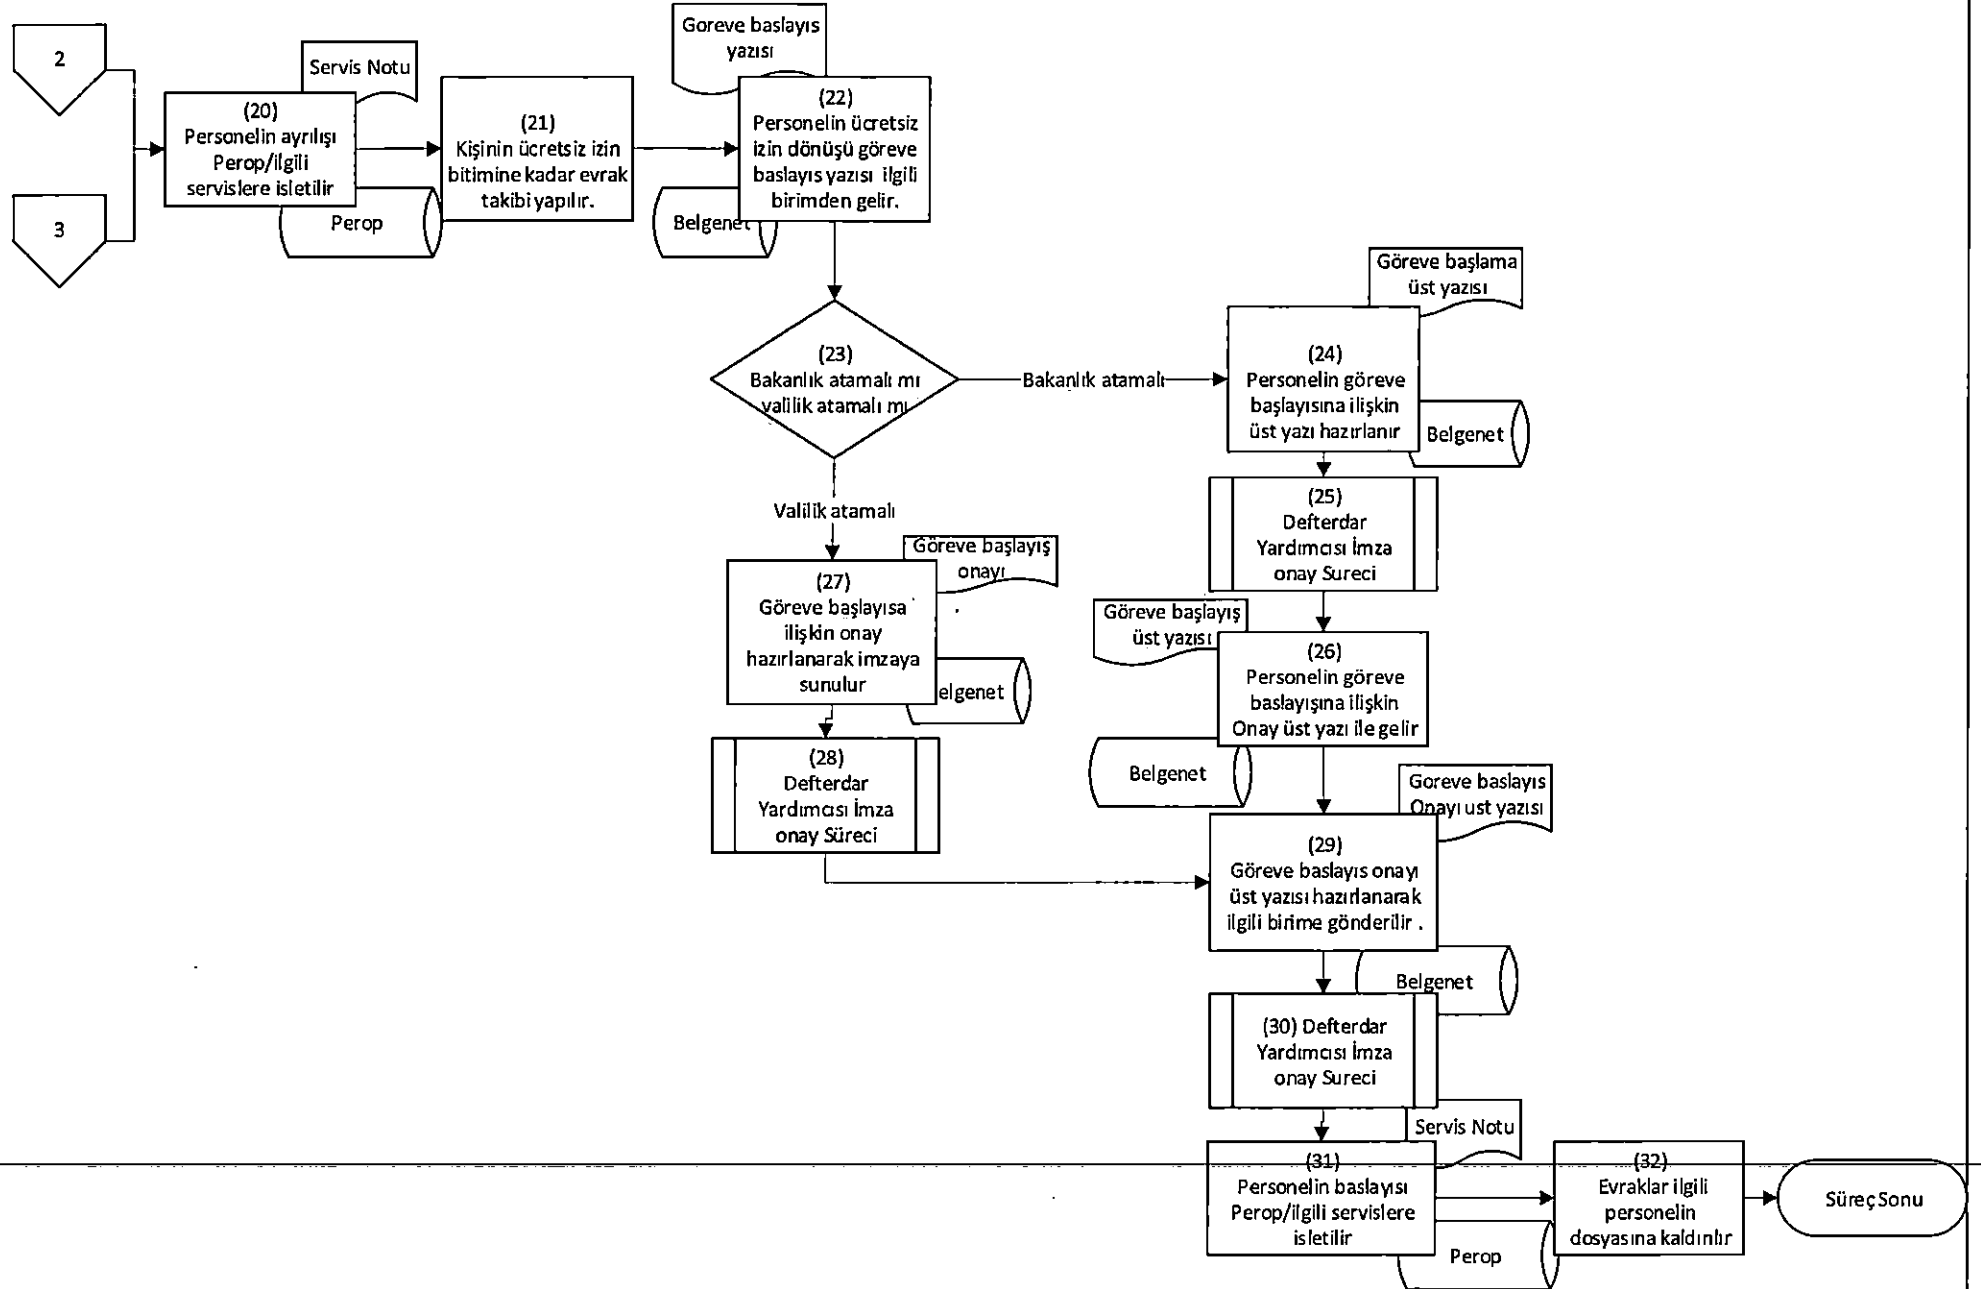 2
3
Servis Notu
(20)
Personelin ayrılışı
Perop/ilgili
servislere isletilir
Perop
(21)
Kişinin ücretsiz izin
bitimine kadar evrak
takibi yapılır.
Goreve baslayıs
yazısı
(22)
Personelin ücretsiz
izin dönüşü göreve
baslayıs yazısı ilgili
birimden gelir.
Belgenet
(23)
Bakanlık atamalı mı
valilik atamalı mı
Bakanlık atamalı
Valilik atamalı
Göreve başlama
üst yazısı
(24)
Personelin göreve
başlayısına ilişkin
üst yazı hazırlanır
Belgenet
(25)
Defterdar
Yardımcısı İmza
onay Sureci
Göreve başlayış
üst yazısı
(26)
Personelin göreve
baslayışına ilişkin
Onay üst yazı ile gelir
Belgenet
Göreve başlayış
onayı
(27)
Göreve başlayısa
ilişkin onay
hazırlanarak imzaya
sunulur
elgenet
(28)
Defterdar
Yardımcısı İmza
onay Süreci
Goreve baslayıs
Onayı ust yazısı
(29)
Göreve baslayıs onayı
üst yazısı hazırlanarak
ilgili birime gönderilir .
Belgenet
(30) Defterdar
Yardımcısı İmza
onay Sureci
Servis Notu
(31)
Personelin baslayısı
Perop/ilgili servislere
isletilir
Perop
(32)
Evraklar ilgili
personelin
dosyasına kaldırılır
Süreç Sonu